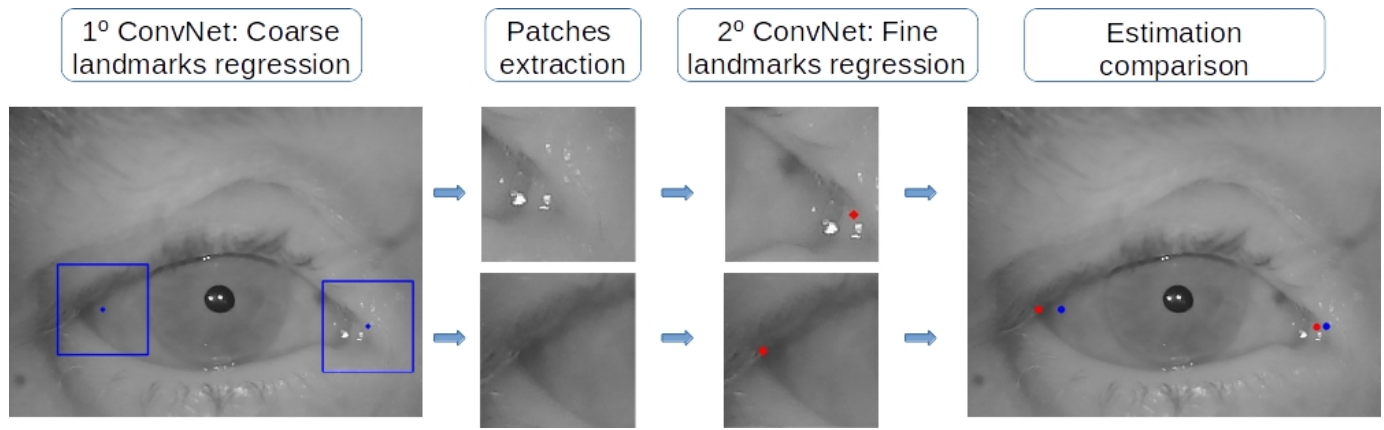 1º ConvNet: Coarse
landmarks regression
Patches
extraction
2º ConvNet: Fine
landmarks regression
Estimation
comparison